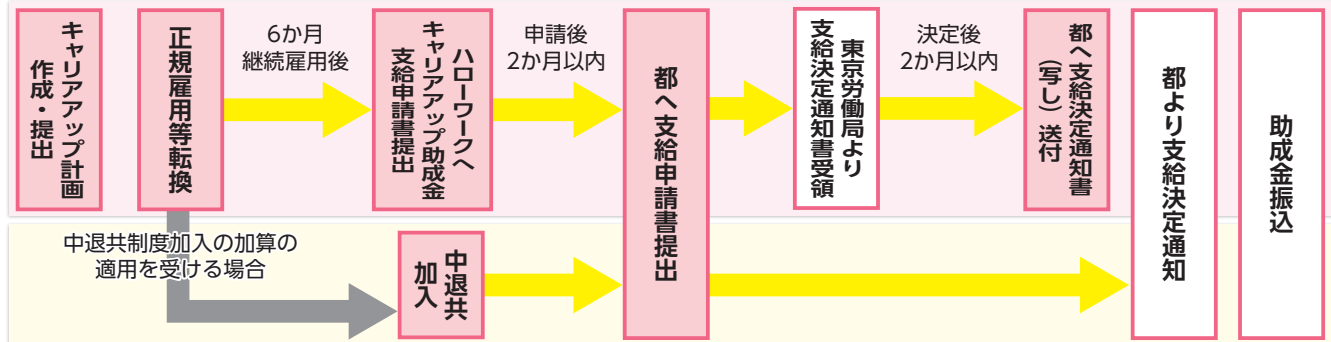 キャリアアップ計画
作成・提出
正規雇用等転換
6か月
継続雇用後
ハローワークへ
キャリアアップ助成金
支給申請書提出
申請後
2か月以内
都へ支給申請書提出
東京労働局より
支給決定通知書受領
決定後
2か月以内
都へ支給決定通知書
（写し）送付
都より支給決定通知
助成金振込
中退共制度加入の加算の
適用を受ける場合
中退共
加入